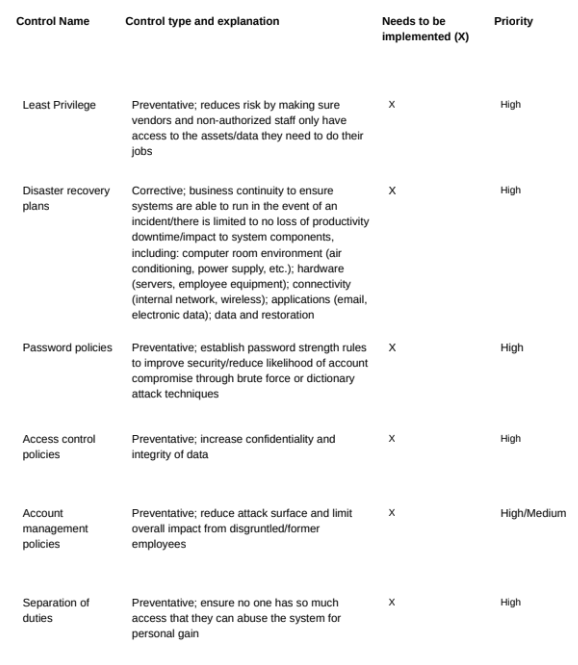 Control Name Control type and explanation Needs to be Priority
implemented (X)
Least Privilege Preventative; reduces risk by making sure X High
vendors and non-authorized staff only have
access to the assets/data they need to do their
jobs
Disaster recovery Corrective; business continuity to ensure X High
plans systems are able to run in the event of an
incident/there is limited to no loss of productivity
downtime/impact to system components,
including: computer room environment (air
conditioning, power supply, etc.); hardware
(servers, employee equipment); connectivity
(internal network, wireless); applications (email,
electronic data); data and restoration
Password policies Preventative; establish password strength rules X High
to improve security/reduce likelihood of account
compromise through brute force or dictionary
attack techniques
Access control Preventative; increase confidentiality and X High
policies integrity of data
Account Preventative; reduce attack surface and limit X High/Medium
management overall impact from disgruntled/former
policies employees
Separation of Preventative; ensure no one has so much X High
duties access that they can abuse the system for
personal gain